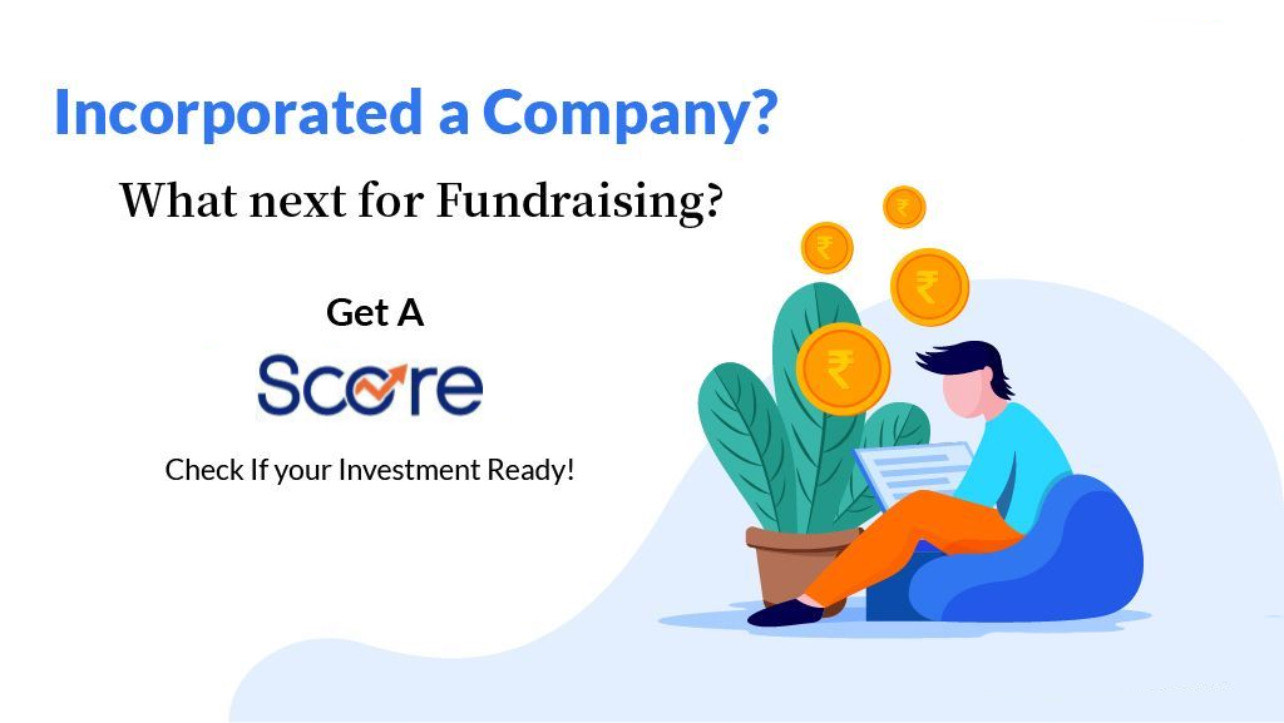 Incorporated a Company?
What next for Fundraising?
Get A
Score
Check If your Investment Ready!
₹
₹
₹
₹